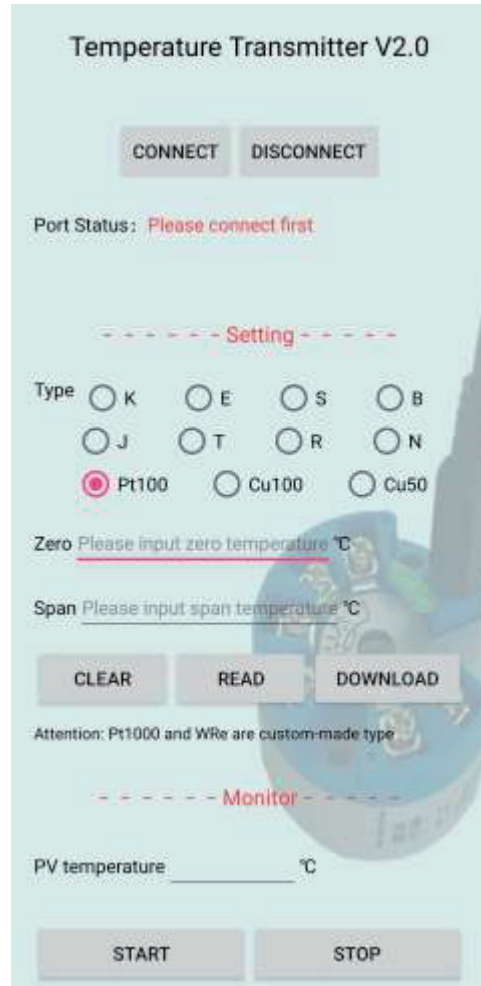 Temperature Transmitter V2.0
CONNECT DISCONNECT
Port Status: Please connect first
- - - - - - - Setting - - - - -
Type K E S B
J T R N
Pt100 Cu100 Cu50
Zero Please input zero temperature ℃
Span Please input span temperature ℃
CLEAR READ DOWNLOAD
Attention: Pt1000 and WRe are custom-made type
- - - - - - - Monitor - - - - -
PV temperature ℃
START STOP